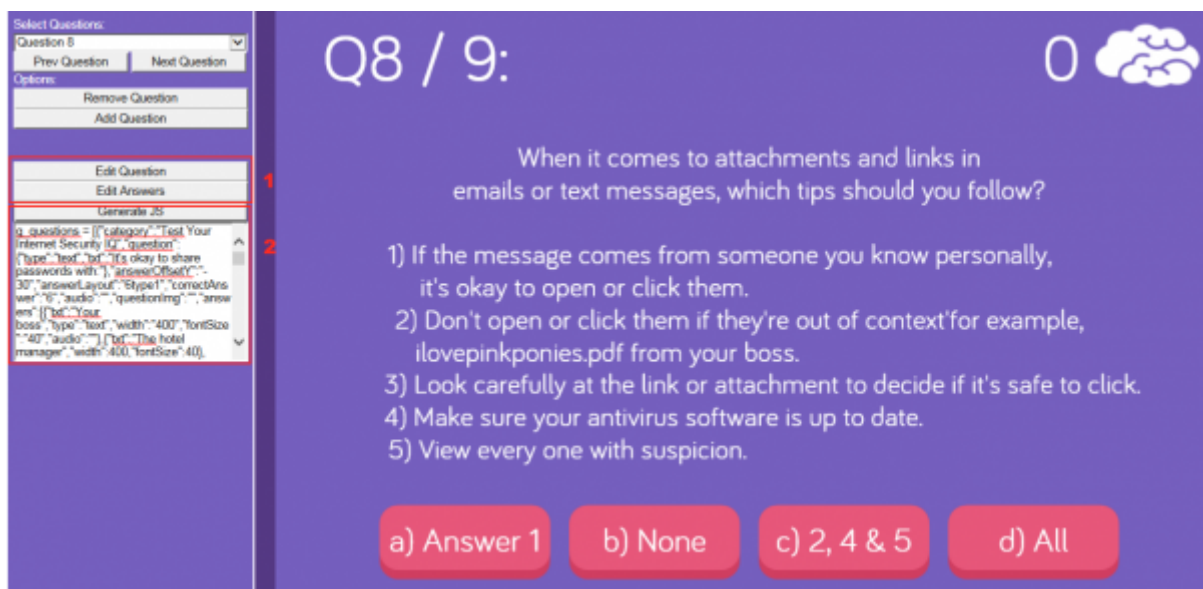 Select Questions:
Question 8
Prev Question Next Question
Options:
Remove Question
Add Question
Edit Question
Edit Answers
1
Generate JS
2
g_questions = [{"category":"Test Your
Internet Security IQ","question":
{"type":"text","txt":"It's okay to share
passwords with:"},"answerOffsetY":"-
30","answerLayout":"6type1","correctAns
wer":"6","audio":"","questionImg":"","answ
ers":[{"txt":"Your
boss","type":"text","width":"400","fontSize
":"40","audio":""},{"txt":"The hotel
manager","width":400,"fontSize":40},
Q8 / 9:
0
When it comes to attachments and links in
emails or text messages, which tips should you follow?
1) If the message comes from someone you know personally,
it's okay to open or click them.
2) Don't open or click them if they're out of context'for example,
ilovepinkponies.pdf from your boss.
3) Look carefully at the link or attachment to decide if it's safe to click.
4) Make sure your antivirus software is up to date.
5) View every one with suspicion.
a) Answer 1
b) None
c) 2, 4 & 5
d) All